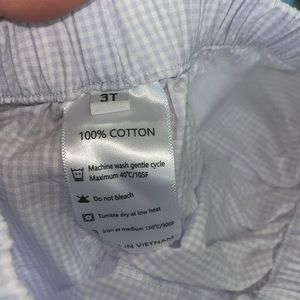 3T
100% COTTON
Machine wash gentle cycle
Maximum 40°C/105F
Do not bleach
Tumble dry at low heat
Iron at medium 150°C/300F
IN VIETNAM